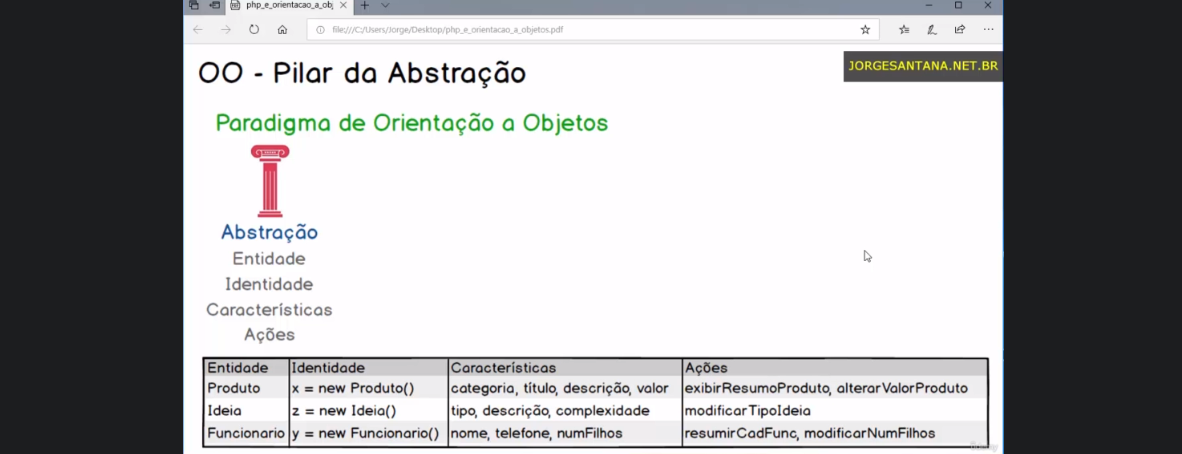 php_e_orientacao_a_obj
file:///C:/Users/Jorge/Desktop/php_e_orientacao_a_objetos.pdf
OO - Pilar da Abstração
JORGESANTANA.NET.BR
Paradigma de Orientação a Objetos
Abstração
Entidade
Identidade
Características
Ações
Entidade Identidade Características Ações
Produto x = new Produto() categoria, título, descrição, valor exibirResumoProduto, alterarValorProduto
Ideia z = new Ideia() tipo, descrição, complexidade modificarTipoIdeia
Funcionario y = new Funcionario() nome, telefone, numFilhos resumirCadFunc, modificarNumFilhos
Udemy